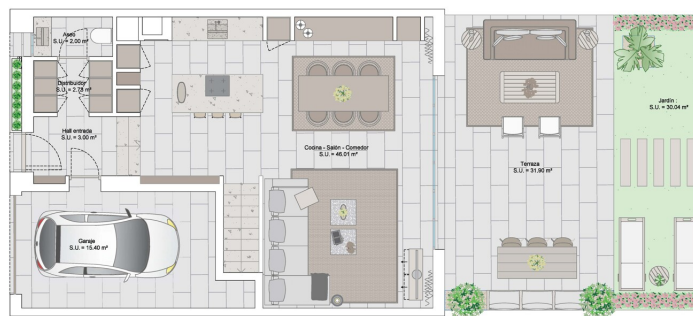 Aseo
S.U. = 2.00 m²
Distribuidor
S.U. = 2.78 m²
Hall entrada
S.U. = 3.00 m²
Cocina - Salón - Comedor
S.U. = 46.01 m²
Garaje
S.U. = 15.40 m²
Terraza
S.U. = 31.90 m²
Jardín :
S.U. = 30.04 m²